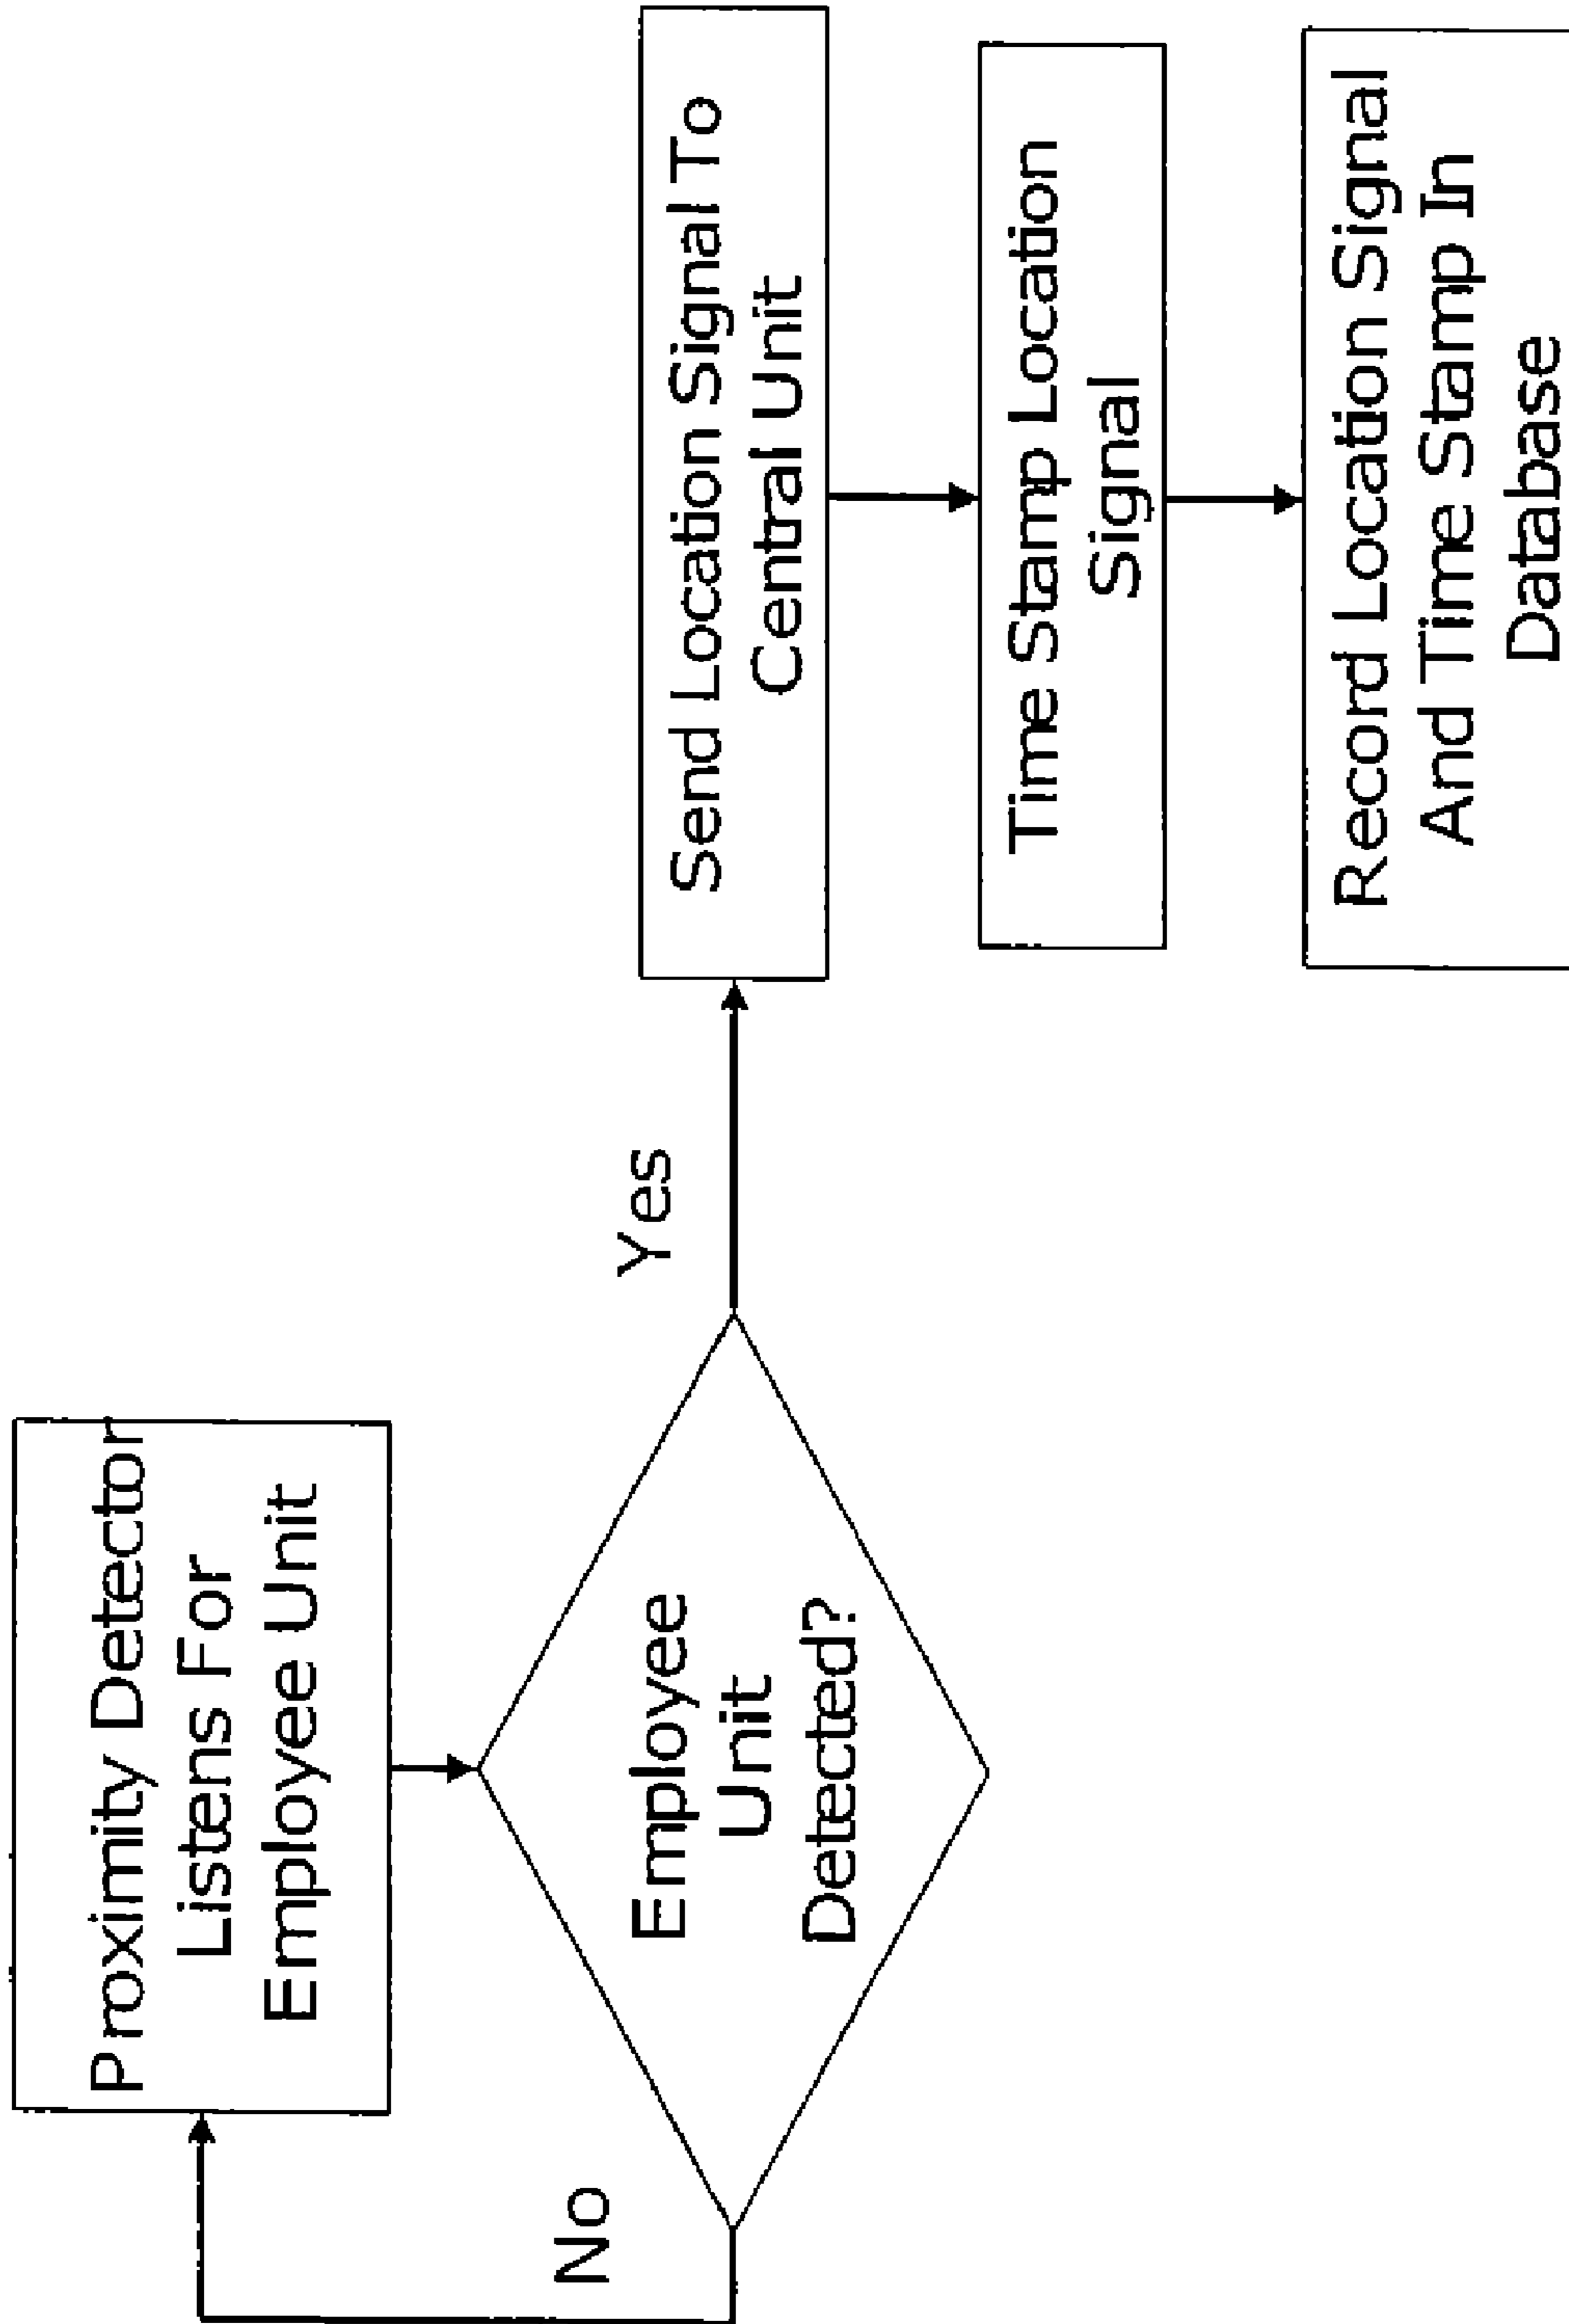 Proximity Detector
Listens For
Employee Unit
No
Employee
Unit
Detected?
Yes
Send Location Signal To
Central Unit
Time Stamp Location
Signal
Record Location Signal
And Time Stamp In
Database